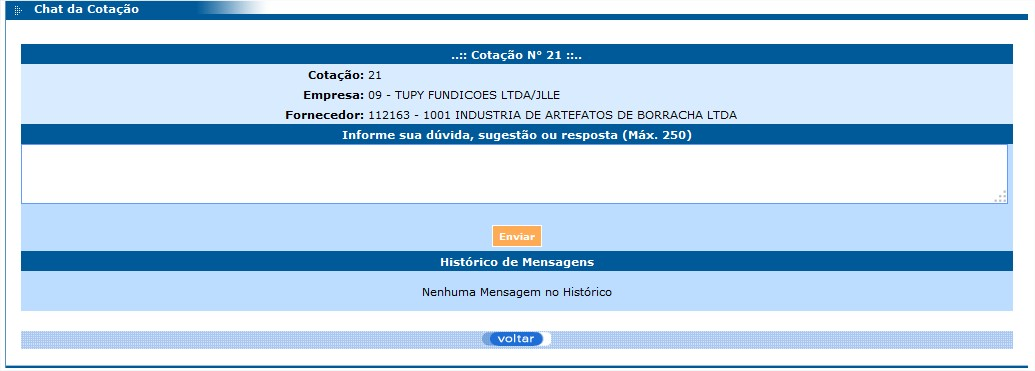 Chat da Cotação
..:: Cotação N° 21 ::..
Cotação: 21
Empresa: 09 - TUPY FUNDICOES LTDA/JLLE
Fornecedor: 112163 - 1001 INDUSTRIA DE ARTEFATOS DE BORRACHA LTDA
Informe sua dúvida, sugestão ou resposta (Máx. 250)
Enviar
Histórico de Mensagens
Nenhuma Mensagem no Histórico
voltar